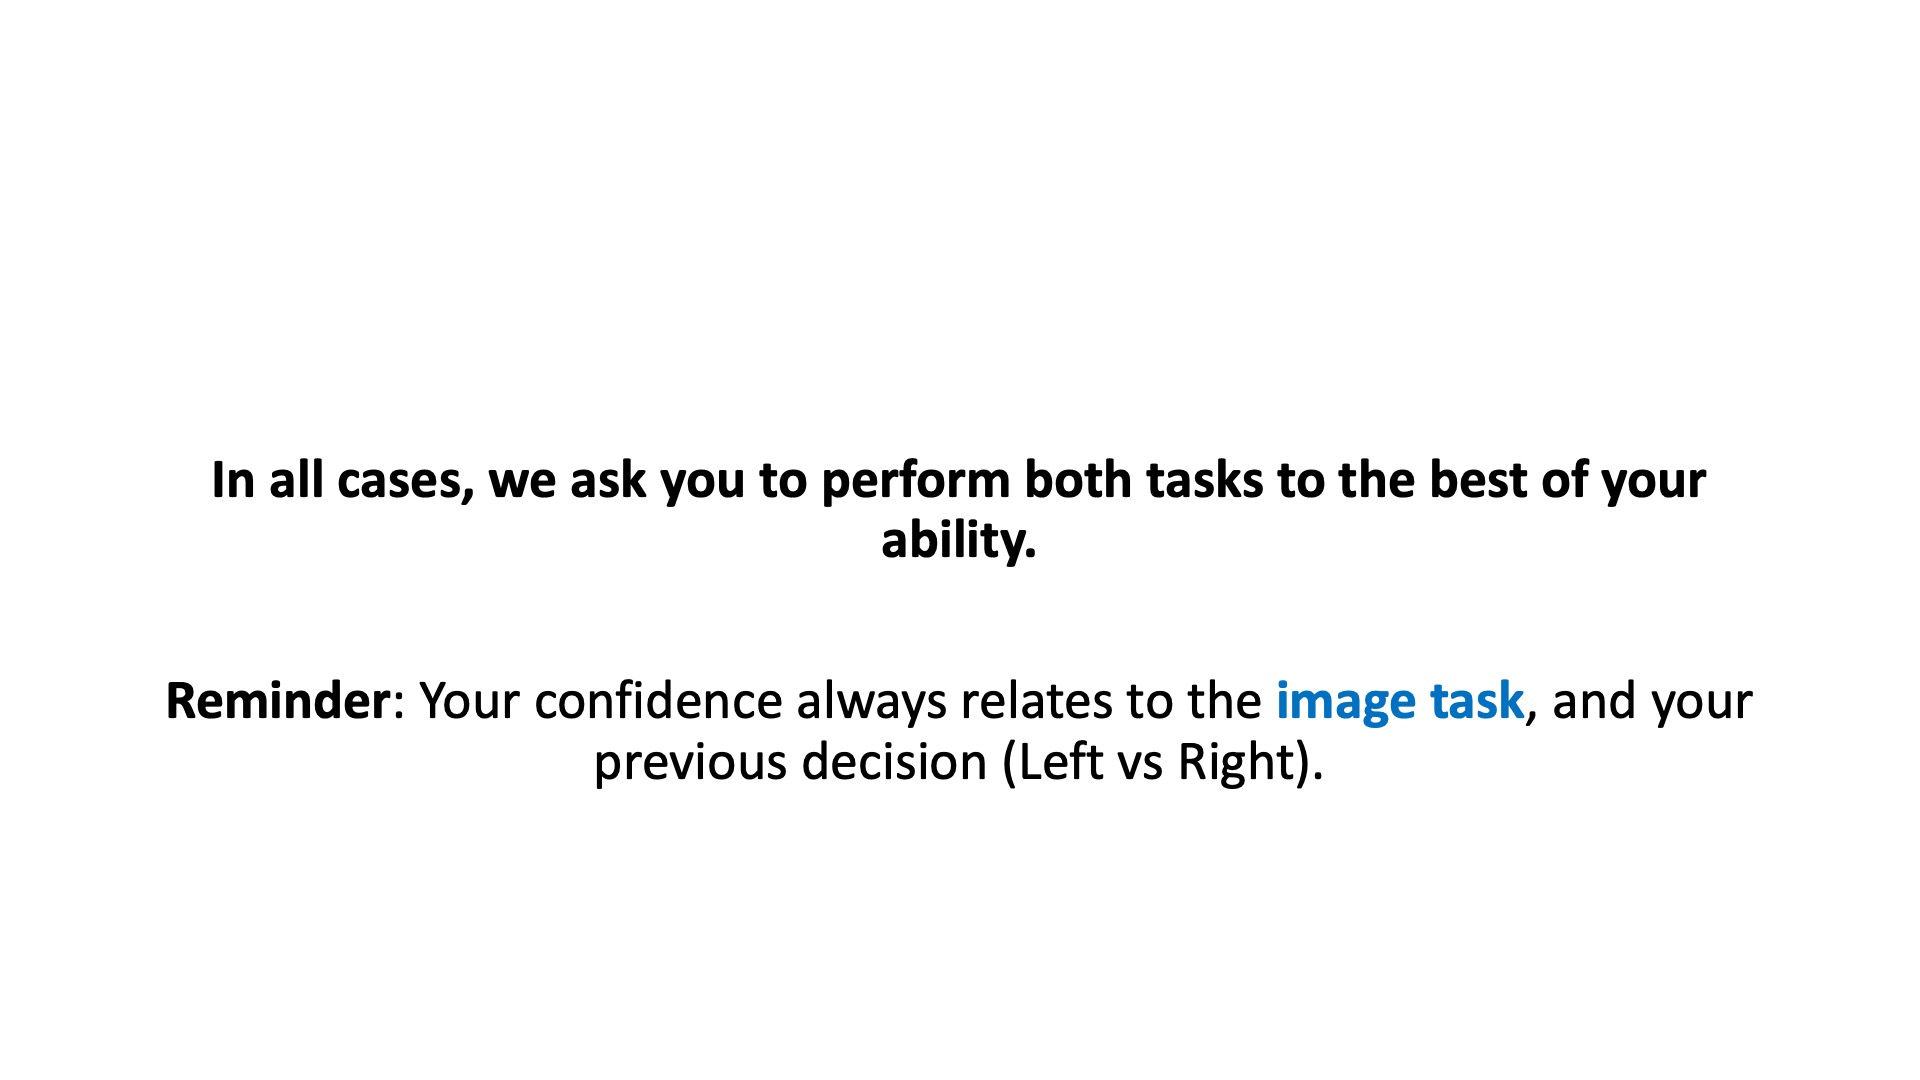 In all cases, we ask you to perform both tasks to the best of your
ability.
Reminder: Your confidence always relates to the image task, and your
previous decision (Left vs Right).